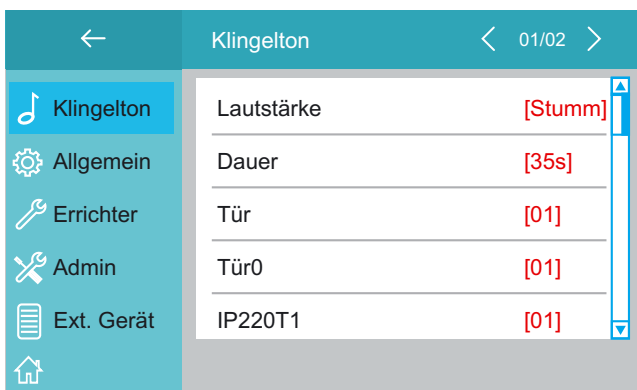 Klingelton 01/02
Klingelton
Allgemein
Errichter
Admin
Ext. Gerät
Lautstärke [Stumm]
Dauer [35s]
Tür [01]
Tür0 [01]
IP220T1 [01]